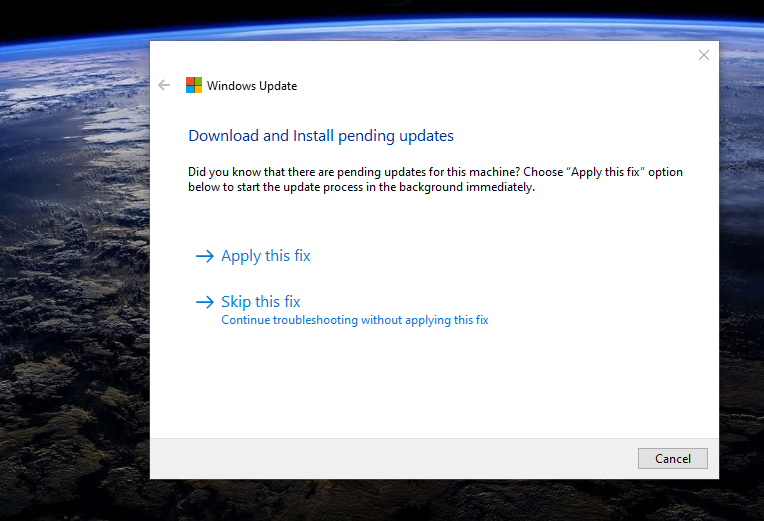 Windows Update
Download and Install pending updates
Did you know that there are pending updates for this machine? Choose “Apply this fix” option
below to start the update process in the background immediately.
Apply this fix
Skip this fix
Continue troubleshooting without applying this fix
Cancel